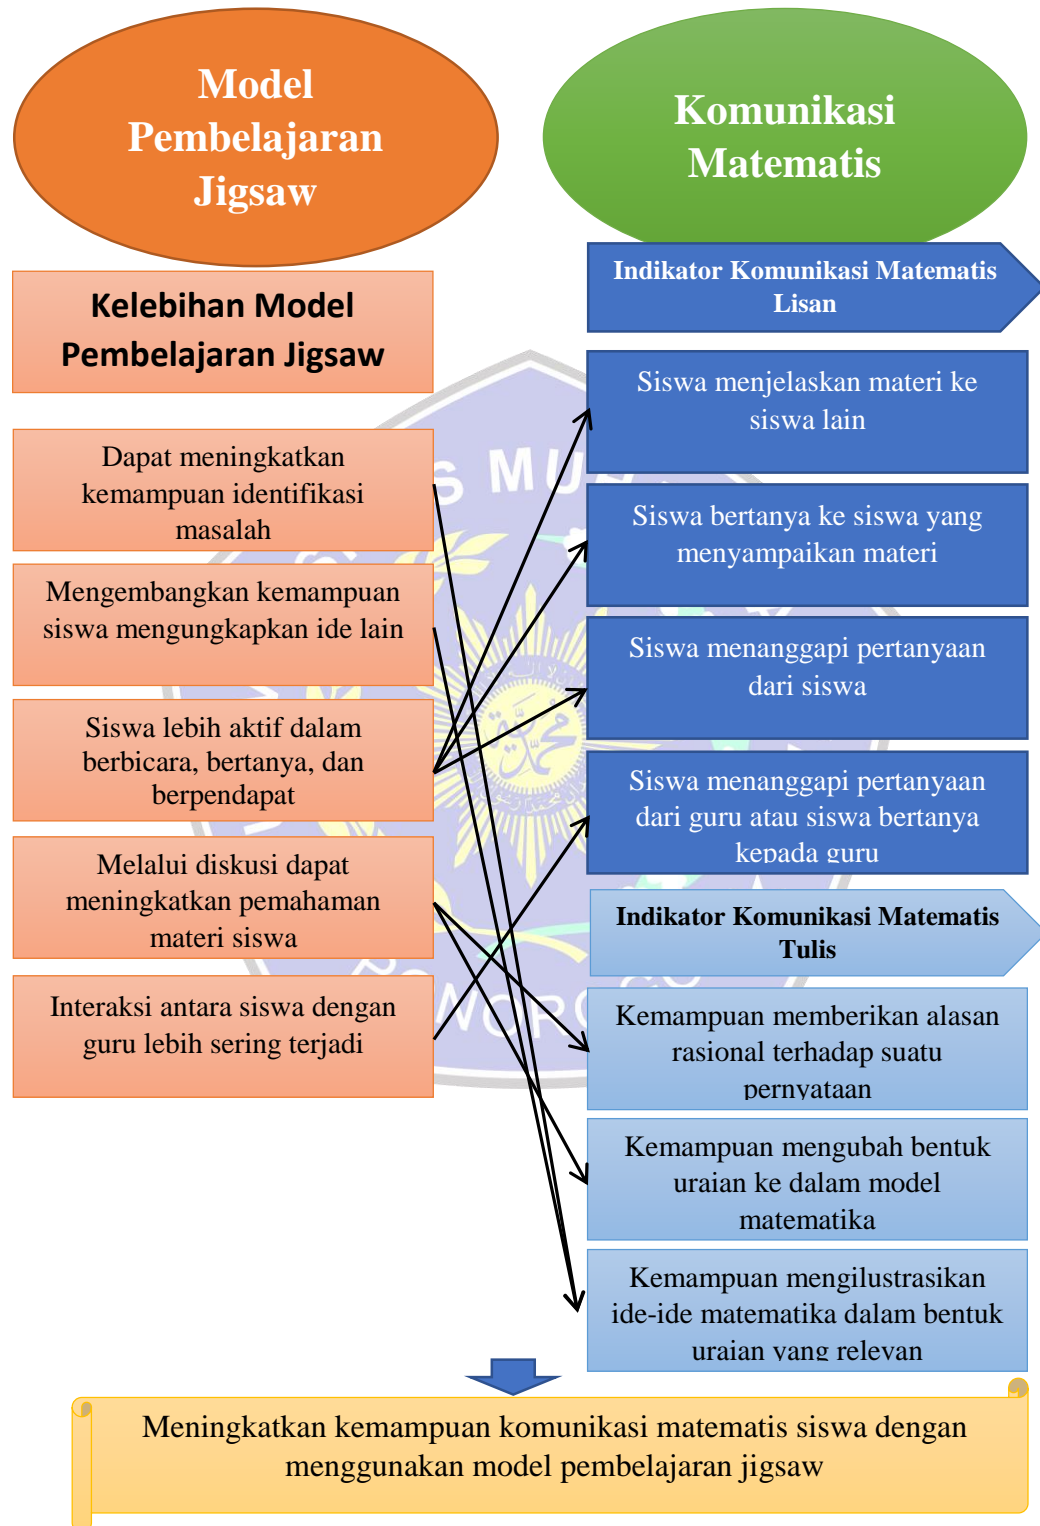 Model
Pembelajaran
Jigsaw
Komunikasi
Matematis
Kelebihan Model
Pembelajaran Jigsaw
Dapat meningkatkan
kemampuan identifikasi
masalah
Mengembangkan kemampuan
siswa mengungkapkan ide lain
Siswa lebih aktif dalam
berbicara, bertanya, dan
berpendapat
Melalui diskusi dapat
meningkatkan pemahaman
materi siswa
Interaksi antara siswa dengan
guru lebih sering terjadi
Indikator Komunikasi Matematis
Lisan
Siswa menjelaskan materi ke
siswa lain
Siswa bertanya ke siswa yang
menyampaikan materi
Siswa menanggapi pertanyaan
dari siswa
Siswa menanggapi pertanyaan
dari guru atau siswa bertanya
kepada guru
Indikator Komunikasi Matematis
Tulis
Kemampuan memberikan alasan
rasional terhadap suatu
pernyataan
Kemampuan mengubah bentuk
uraian ke dalam model
matematika
Kemampuan mengilustrasikan
ide-ide matematika dalam bentuk
uraian yang relevan
Meningkatkan kemampuan komunikasi matematis siswa dengan
menggunakan model pembelajaran jigsaw